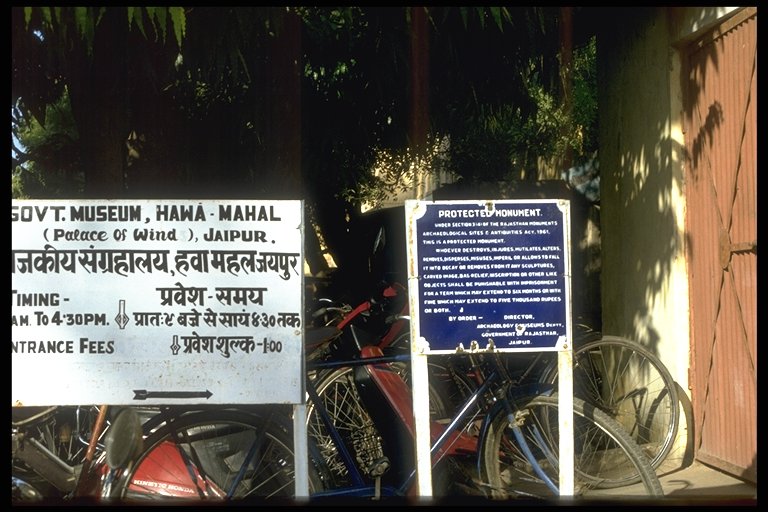 GOVT. MUSEUM, HAWA-MAHAL
(Palace Of Wind ), JAIPUR.
जकीय संग्रहालय, हवा महल जयपुर
TIMING - प्रवेश-समय
A.M. TO 4.30 P.M. प्रातः ९ बजे से सायं ४:३० तक
NTRANCE FEES प्रवेश शुल्क-1:00
PROTECTED MONUMENT.
UNDER SECTION OF THE RAJASTHAN MONUMENTS
ARCHAEOLOGICAL SITES & ANTIQUITIES ACT, 1961,
THIS IS A PROTECTED MONUMENT.
WHOEVER DESTROYS, INJURES, MUTILATES, ALTERS,
REMOVES, DISPERSES, MISUSES, IMPERIL OR ALLOWS TO FALL
IT INTO DECAY OR REMOVES FROM IT ANY SCULPTURES,
CARVED IMAGE, BAS-RELIEF, INSCRIPTION OR OTHER LIKE
OBJECTS SHALL BE PUNISHABLE WITH IMPRISONMENT
FOR A TERM WHICH MAY EXTEND TO SIX MONTHS OR WITH
FINE WHICH MAY EXTEND TO FIVE THOUSAND RUPEES
OR BOTH.
BY ORDER - DIRECTOR,
ARCHAEOLOGY & MUSEUMS DEPTT.,
GOVERNMENT OF RAJASTHAN,
JAIPUR.
HONDA